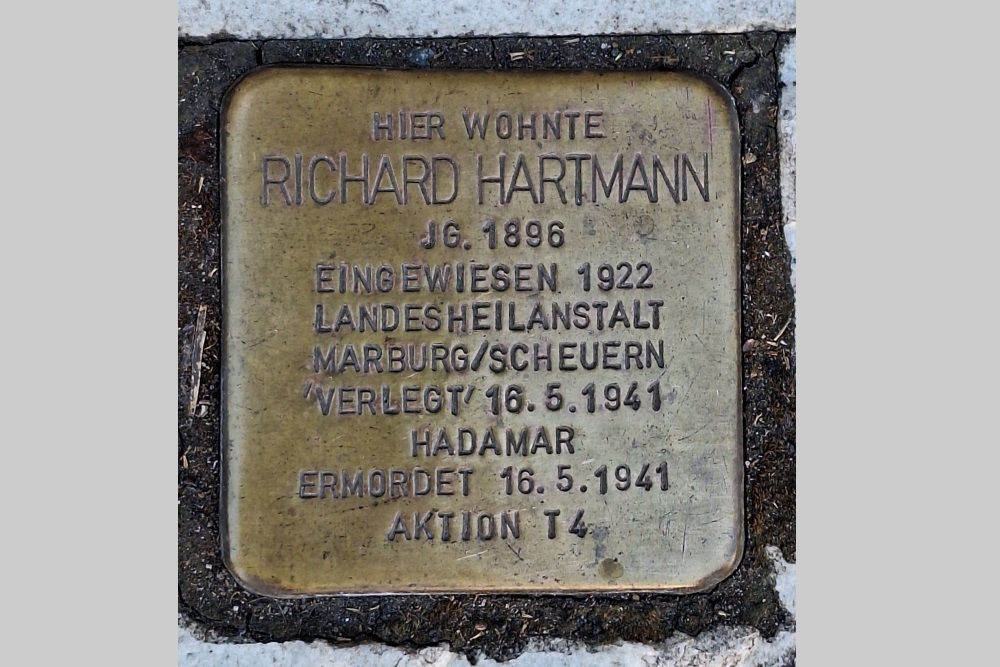 HIER WOHNTE
RICHARD HARTMANN
JG. 1896
EINGEWIESEN 1922
LANDESHEILANSTALT
MARBURG/SCHEUERN
'VERLEGT' 16.5.1941
HADAMAR
ERMORDET 16.5.1941
AKTION T4